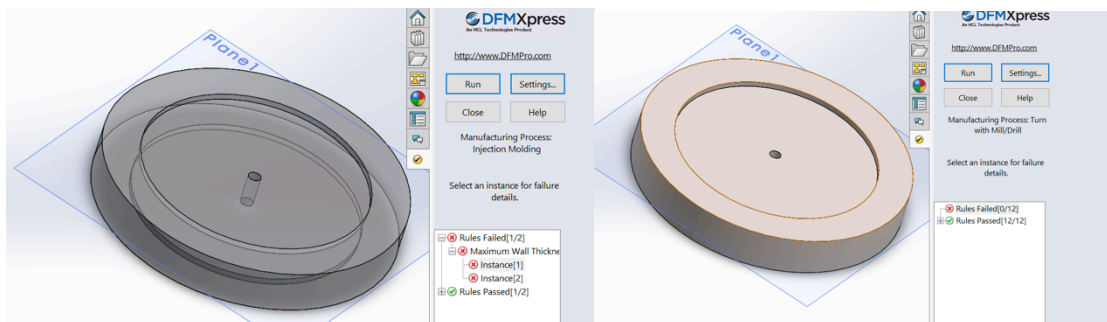 Plane1
DFMXpress
An HCL Technologies Product
http://www.DFMPro.com
Run
Settings...
Close
Help
Manufacturing Process:
Injection Molding
Select an instance for failure
details.
Rules Failed[1/2]
Maximum Wall Thickne
Instance[1]
Instance[2]
Rules Passed[1/2]
Plane1
DFMXpress
An HCL Technologies Product
http://www.DFMPro.com
Run
Settings...
Close
Help
Manufacturing Process: Turn
with Mill/Drill
Select an instance for failure
details.
Rules Failed[0/12]
Rules Passed[12/12]